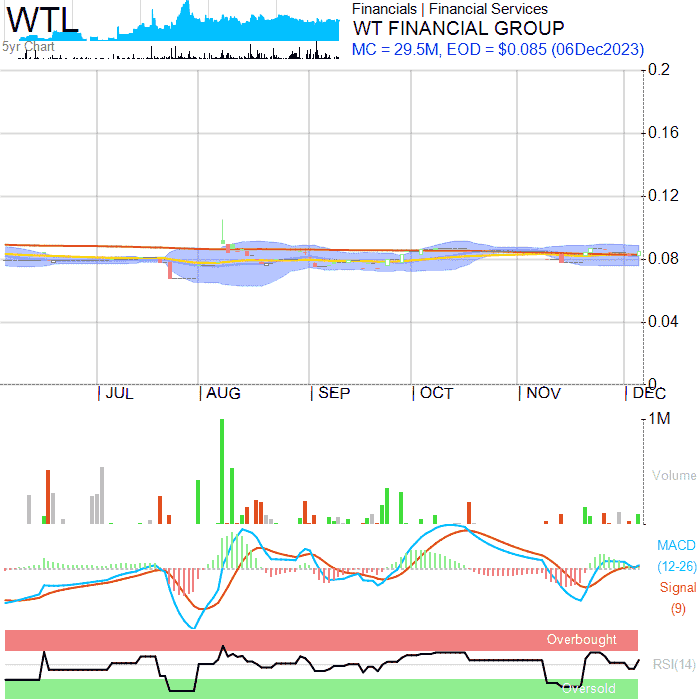 WTL
5yr Chart
Financials | Financial Services
WT FINANCIAL GROUP
MC = 29.5M, EOD = $0.085 (06Dec2023)
0.2
0.16
0.12
0.08
0.04
0
JUL AUG SEP OCT NOV DEC
1M
Volume
MACD
(12-26)
Signal
(9)
Overbought
RSI(14)
Oversold